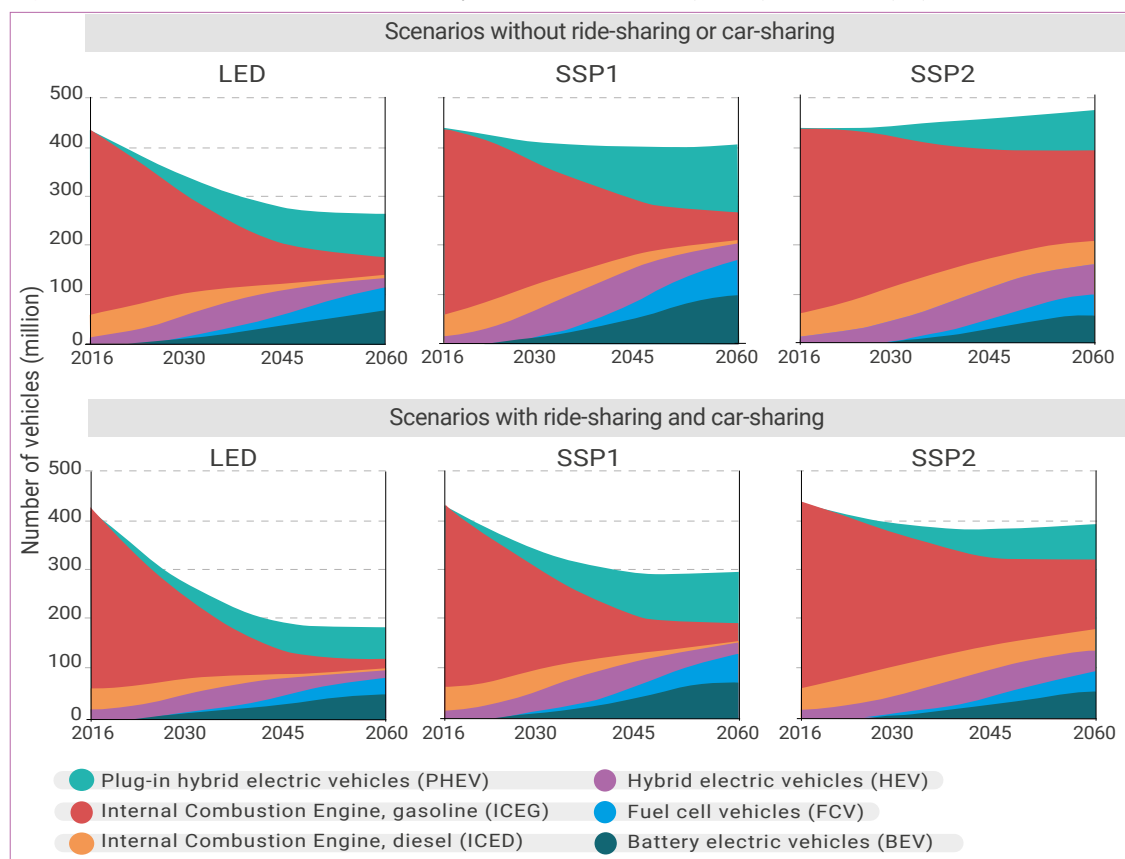 Scenarios without ride-sharing or car-sharing
LED SSP1 SSP2
500
400
300
200
100
0
2016 2030 2045 2060 2016 2030 2045 2060 2016 2030 2045 2060
Number of vehicles (million)
Scenarios with ride-sharing and car-sharing
LED SSP1 SSP2
500
400
300
200
100
0
2016 2030 2045 2060 2016 2030 2045 2060 2016 2030 2045 2060
Plug-in hybrid electric vehicles (PHEV)
Internal Combustion Engine, gasoline (ICEG)
Internal Combustion Engine, diesel (ICED)
Hybrid electric vehicles (HEV)
Fuel cell vehicles (FCV)
Battery electric vehicles (BEV)